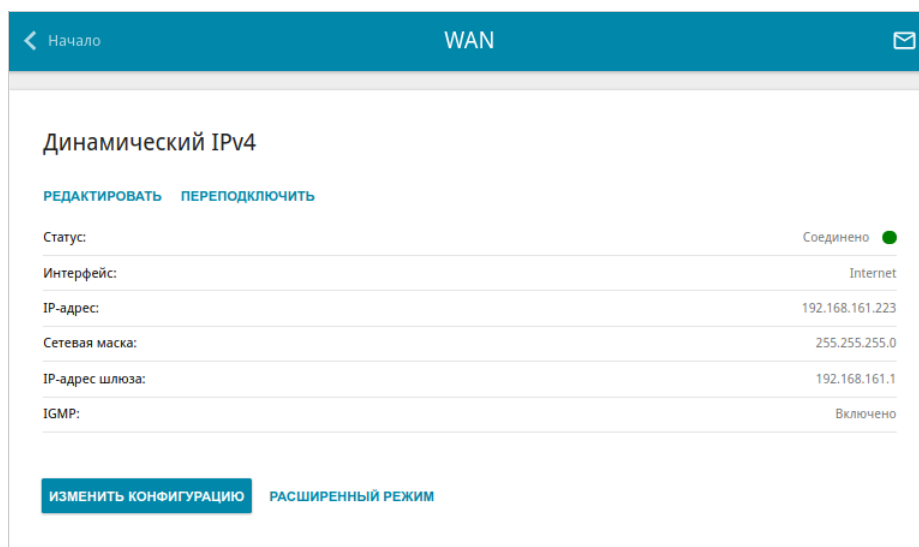 Начало
WAN
Динамический IPv4
РЕДАКТИРОВАТЬ ПЕРЕПОДКЛЮЧИТЬ
Статус: Соединено
Интерфейс: Internet
IP-адрес: 192.168.161.223
Сетевая маска: 255.255.255.0
IP-адрес шлюза: 192.168.161.1
IGMP: Включено
ИЗМЕНИТЬ КОНФИГУРАЦИЮ РАСШИРЕННЫЙ РЕЖИМ